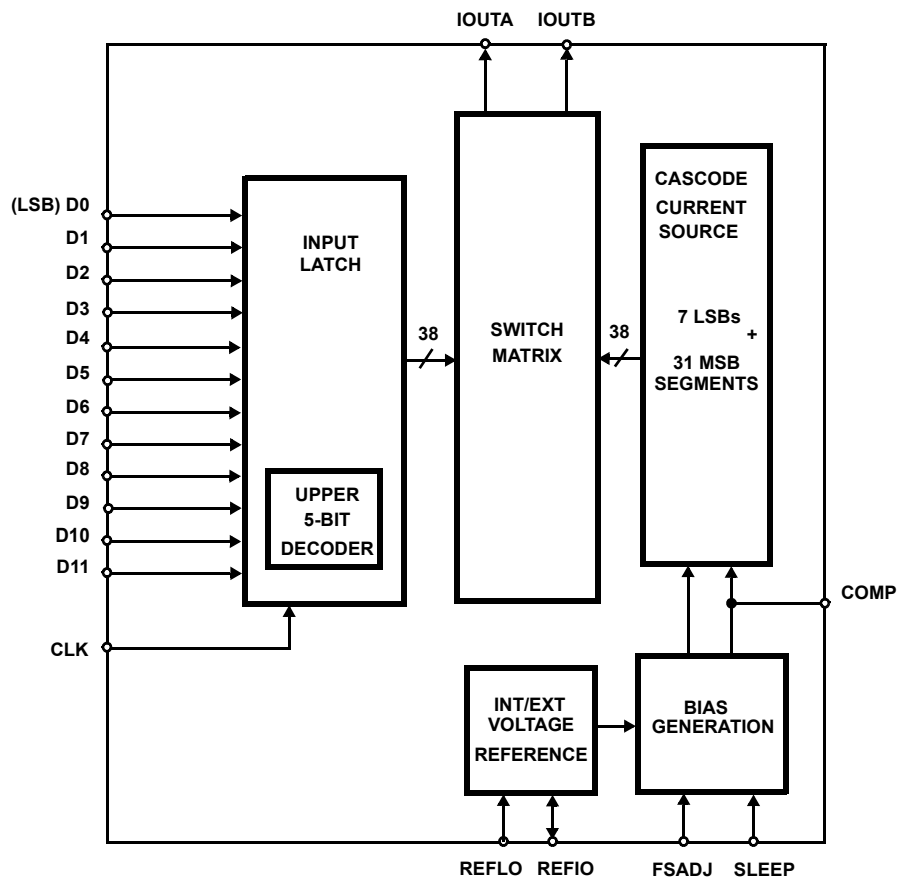 IOUTA IOUTB
(LSB) D0
D1
D2
D3
D4
D5
D6
D7
D8
D9
D10
D11
CLK
INPUT
LATCH
UPPER
5-BIT
DECODER
38
SWITCH
MATRIX
38
CASCODE
CURRENT
SOURCE
7 LSBs
+
31 MSB
SEGMENTS
COMP
INT/EXT
VOLTAGE
REFERENCE
BIAS
GENERATION
REFLO REFIO FSADJ SLEEP